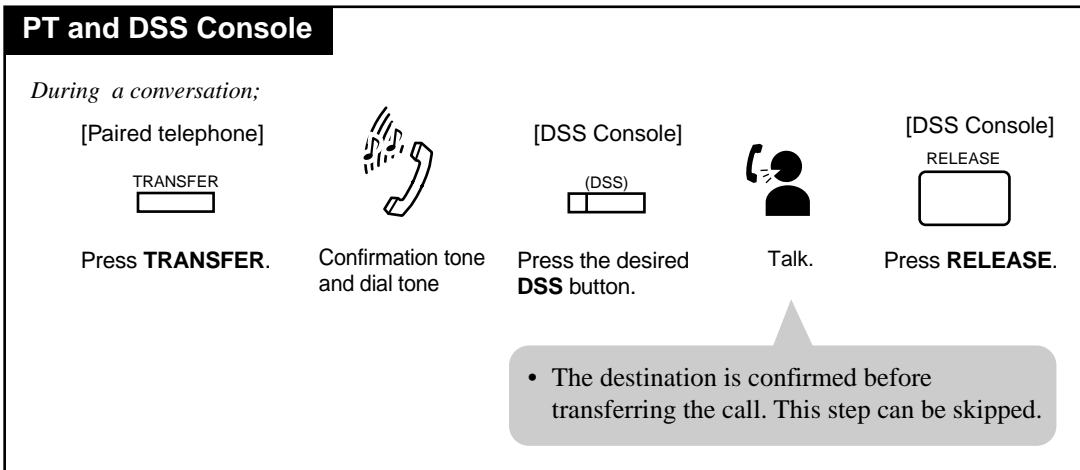 PT and DSS Console
During a conversation;
[Paired telephone]
[DSS Console]
[DSS Console]
TRANSFER
(DSS)
RELEASE
Press TRANSFER.
Confirmation tone
and dial tone
Press the desired
DSS button.
Talk.
Press RELEASE.
• The destination is confirmed before
transferring the call. This step can be skipped.